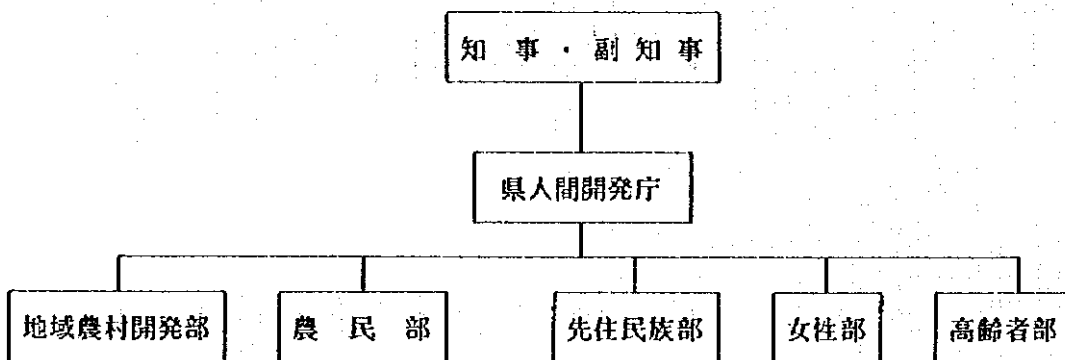 知事・副知事
県人間開発庁
地域農村開発部
農民部
先住民族部
女性部
高齢者部